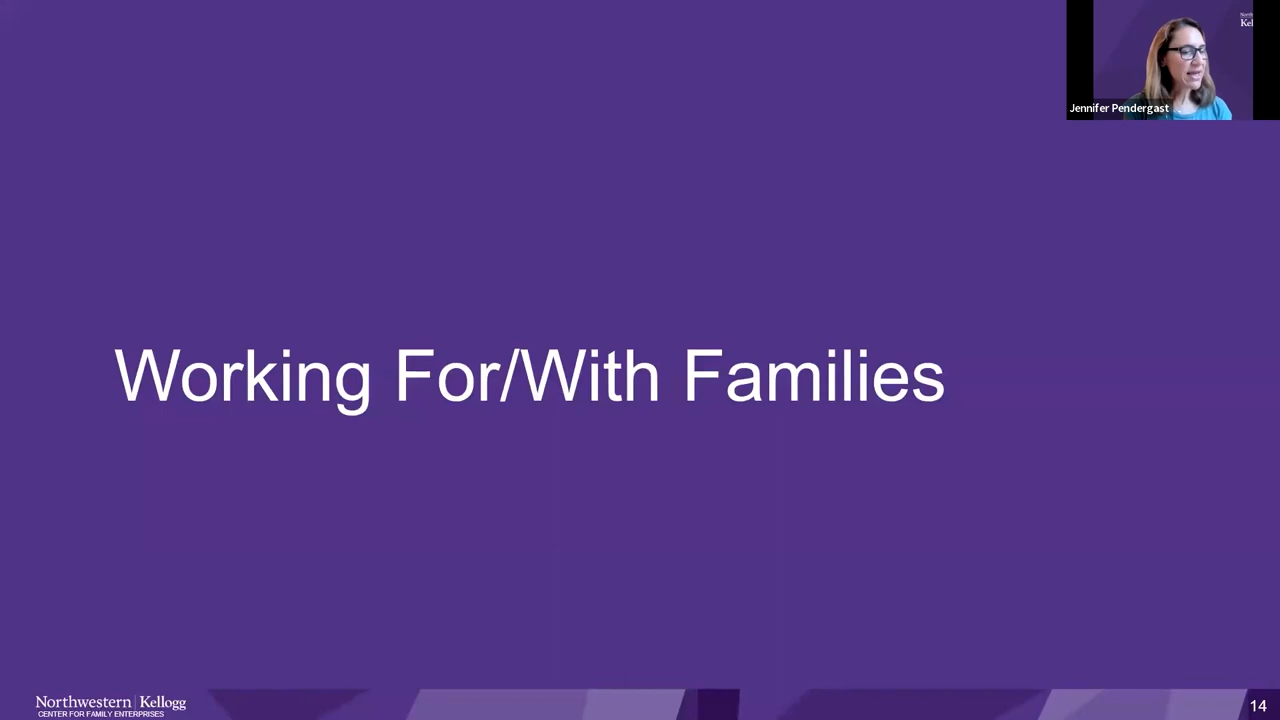 Jennifer Pendergast
Working For/With Families
Northwestern | Kellogg
CENTER FOR FAMILY ENTERPRISES
14